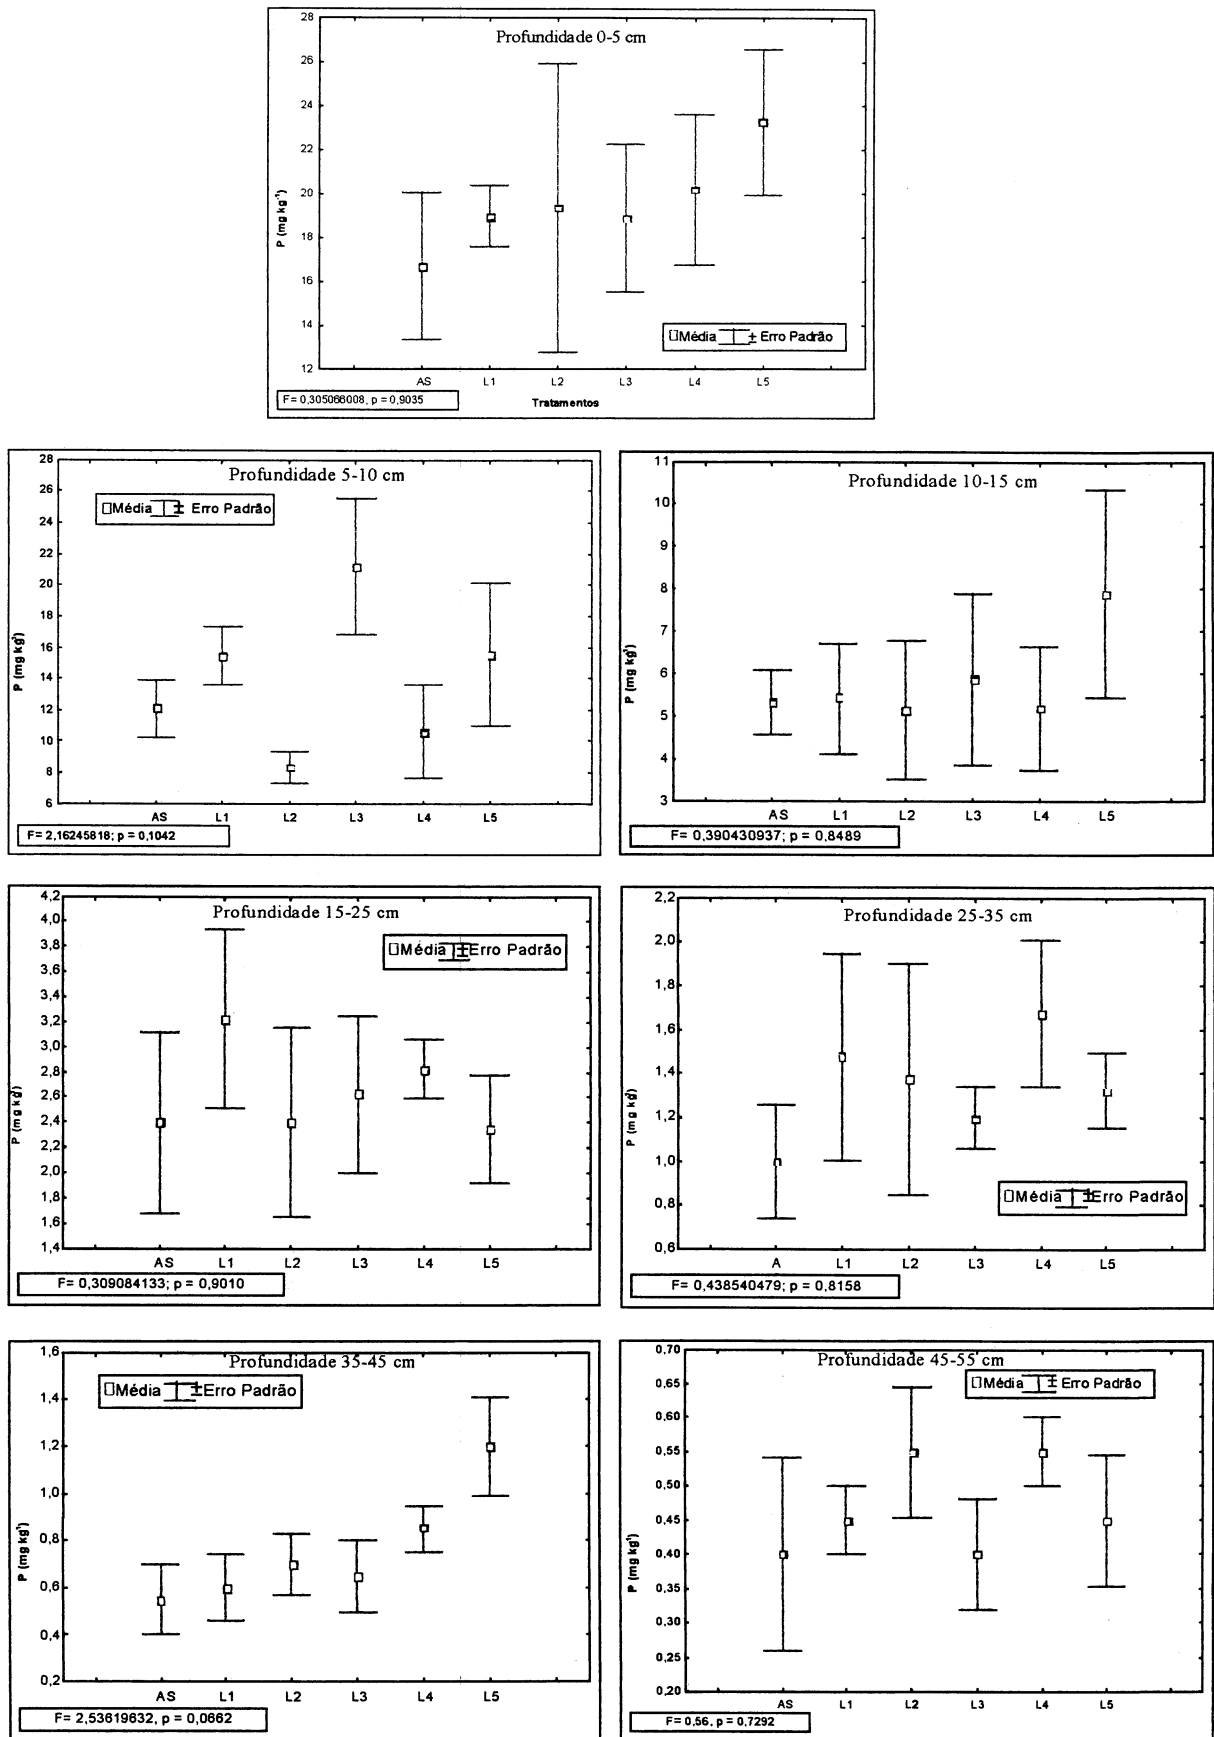 Profundidade 0-5 cm
28
26
24
22
20
18
16
14
12
P (mg kg⁻¹)
Média ± Erro Padrão
AS L1 L2 L3 L4 L5
Tratamentos
F= 0,305066008, p = 0,9035
Profundidade 5-10 cm
28
26
24
22
20
18
16
14
12
10
8
6
P (mg kg¹)
Média ± Erro Padrão
AS L1 L2 L3 L4 L5
F= 2,16245818; p = 0,1042
Profundidade 10-15 cm
11
10
9
8
7
6
5
4
3
P (mg kg¹)
AS L1 L2 L3 L4 L5
F= 0,390430937; p = 0,8489
Profundidade 15-25 cm
4,2
4,0
3,8
3,6
3,4
3,2
3,0
2,8
2,6
2,4
2,2
2,0
1,8
1,6
1,4
P (mg kg¹)
Média ± Erro Padrão
AS L1 L2 L3 L4 L5
F= 0,309084133; p = 0,9010
Profundidade 25-35 cm
2,2
2,0
1,8
1,6
1,4
1,2
1,0
0,8
0,6
P (mg kg¹)
Média ± Erro Padrão
A L1 L2 L3 L4 L5
F= 0,438540479; p = 0,8158
Profundidade 35-45 cm
1,6
1,4
1,2
1,0
0,8
0,6
0,4
0,2
P (mg kg¹)
Média ± Erro Padrão
AS L1 L2 L3 L4 L5
F= 2,53619632, p = 0,0662
Profundidade 45-55 cm
0,70
0,65
0,60
0,55
0,50
0,45
0,40
0,35
0,30
0,25
0,20
P (mg kg¹)
Média ± Erro Padrão
AS L1 L2 L3 L4 L5
F= 0,56, p = 0,7292